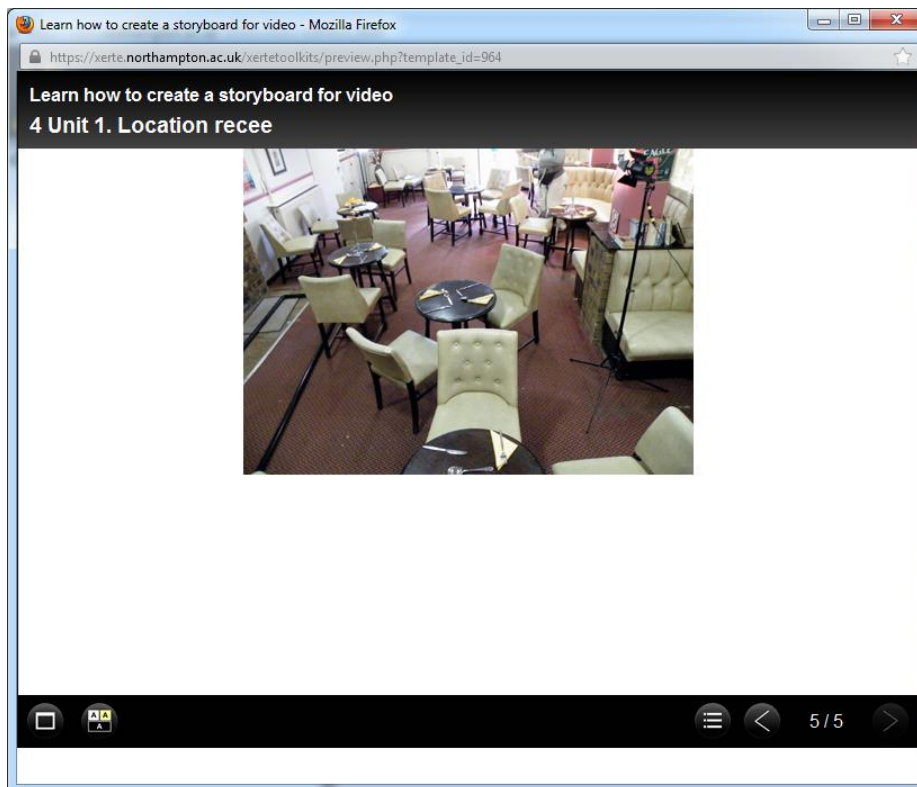 Learn how to create a storyboard for video - Mozilla Firefox
https://xerte.northampton.ac.uk/xertetoolkits/preview.php?template_id=964
Learn how to create a storyboard for video
4 Unit 1. Location recee
EAGLE
A A
A
5 / 5